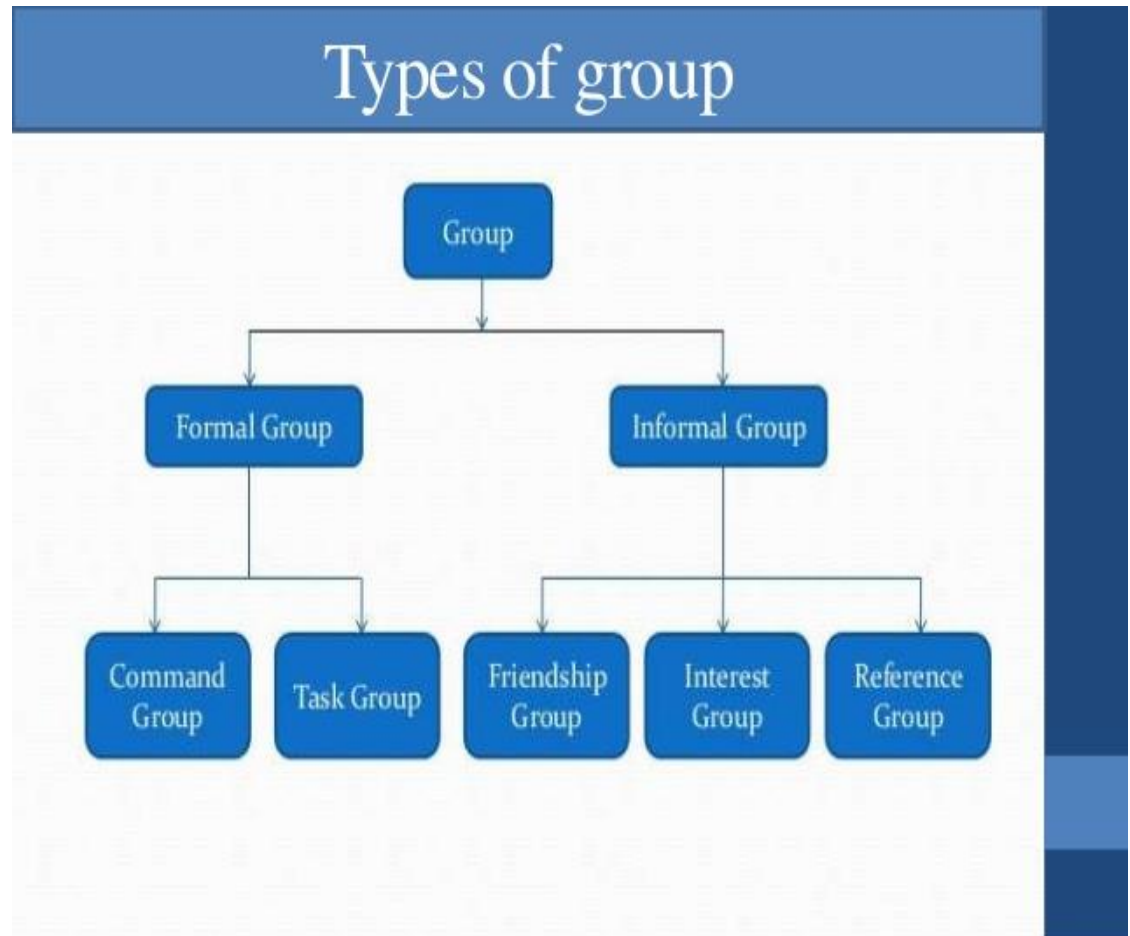 Types of group
Group
Formal Group
Informal Group
Command
Group
Task Group
Friendship
Group
Interest
Group
Reference
Group